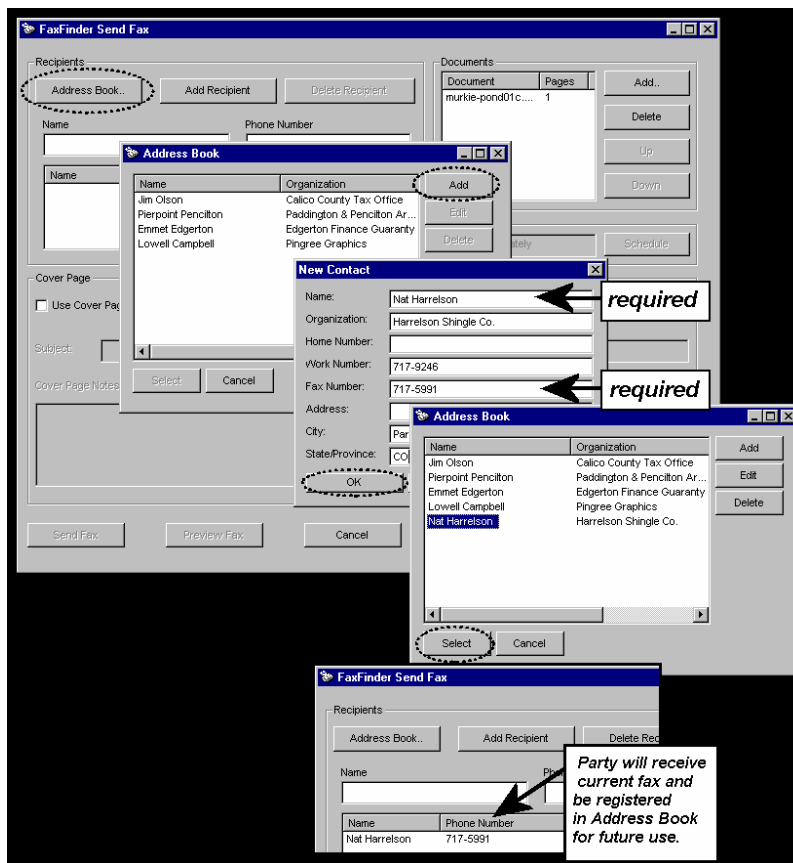 FaxFinder Send Fax
Recipients
Address Book..
Add Recipient
Delete Recipient
Name
Phone Number
Name
Documents
Document Pages
murkie-pond01c.... 1
Add..
Delete
Up
Down
Schedule
Cover Page
Use Cover Pag
Subject:
Cover Page Notes
Send Fax
Preview Fax
Cancel
Address Book
Name Organization
Jim Olson Calico County Tax Office
Pierpoint Pencilton Paddington & Pencilton Ar...
Emmet Edgerton Edgerton Finance Guaranty
Lowell Campbell Pingree Graphics
Add
Edit
Delete
Select
Cancel
New Contact
Name: Nat Harrelson
required
Organization: Harrelson Shingle Co.
Home Number:
Work Number: 717-9246
Fax Number: 717-5991
required
Address:
City: Par
State/Province: CO
OK
Address Book
Name Organization
Jim Olson Calico County Tax Office
Pierpoint Pencilton Paddington & Pencilton Ar...
Emmet Edgerton Edgerton Finance Guaranty
Lowell Campbell Pingree Graphics
Nat Harrelson Harrelson Shingle Co.
Add
Edit
Delete
Select
Cancel
FaxFinder Send Fax
Recipients
Address Book..
Add Recipient
Delete Rec
Name
Name Phone Number
Nat Harrelson 717-5991
Party will receive
current fax and
be registered
in Address Book
for future use.